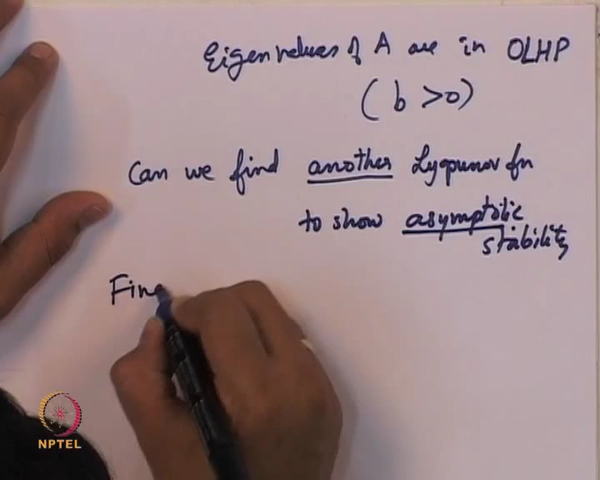 Eigenvalues of A are in OLHP
(b >0)
Can we find another Lyapunov fn
to show asymptotic
stability
Fin
NPTEL